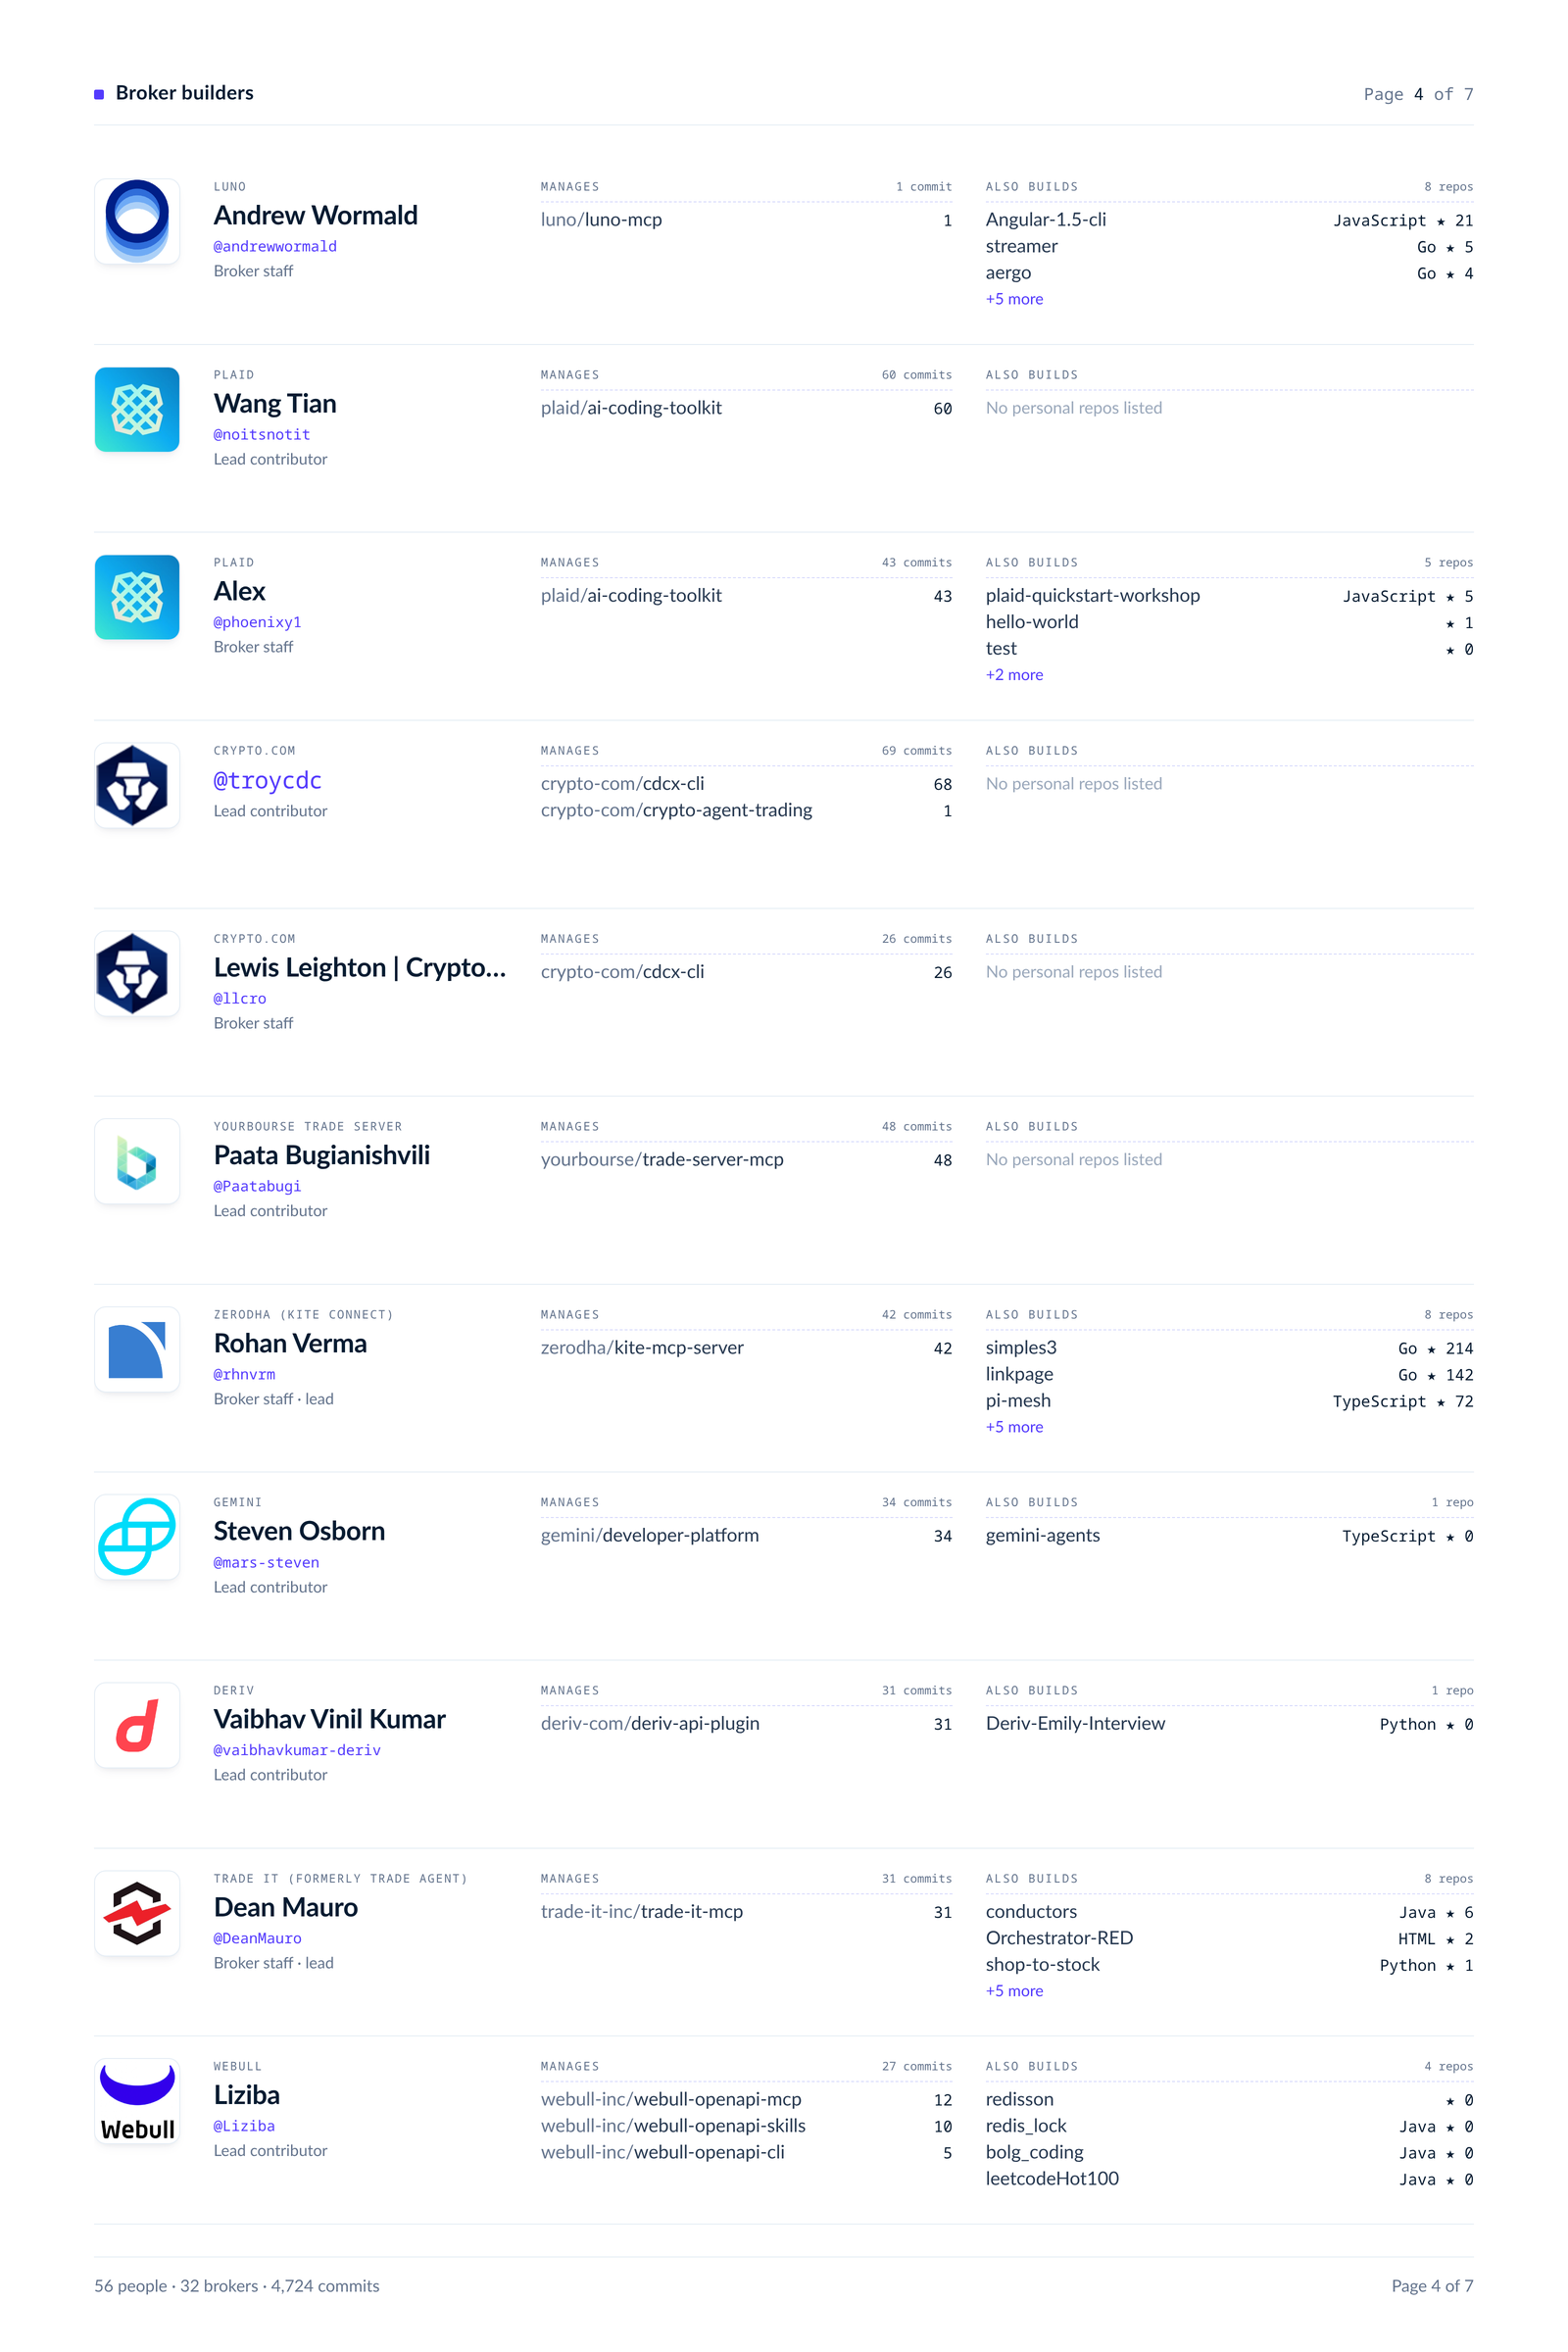 Broker builders
Page 4 of 7
LUNO
Andrew Wormald
@andrewwormald
Broker staff
MANAGES 1 commit
luno/luno-mcp 1
ALSO BUILDS 8 repos
Angular-1.5-cli JavaScript ★ 21
streamer Go ★ 5
aergo Go ★ 4
+5 more
PLAID
Wang Tian
@noitsnotit
Lead contributor
MANAGES 60 commits
plaid/ai-coding-toolkit 60
ALSO BUILDS
No personal repos listed
PLAID
Alex
@phoenixy1
Broker staff
MANAGES 43 commits
plaid/ai-coding-toolkit 43
ALSO BUILDS 5 repos
plaid-quickstart-workshop JavaScript ★ 5
hello-world ★ 1
test ★ 0
+2 more
CRYPTO.COM
@troycdc
Lead contributor
MANAGES 69 commits
crypto-com/cdcx-cli 68
crypto-com/crypto-agent-trading 1
ALSO BUILDS
No personal repos listed
CRYPTO.COM
Lewis Leighton | Crypto...
@llcro
Broker staff
MANAGES 26 commits
crypto-com/cdcx-cli 26
ALSO BUILDS
No personal repos listed
YOURBOURSE TRADE SERVER
Paata Bugianishvili
@Paatabugi
Lead contributor
MANAGES 48 commits
yourbourse/trade-server-mcp 48
ALSO BUILDS
No personal repos listed
ZERODHA (KITE CONNECT)
Rohan Verma
@rhnvrm
Broker staff · lead
MANAGES 42 commits
zerodha/kite-mcp-server 42
ALSO BUILDS 8 repos
simples3 Go ★ 214
linkpage Go ★ 142
pi-mesh TypeScript ★ 72
+5 more
GEMINI
Steven Osborn
@mars-steven
Lead contributor
MANAGES 34 commits
gemini/developer-platform 34
ALSO BUILDS 1 repo
gemini-agents TypeScript ★ 0
DERIV
Vaibhav Vinil Kumar
@vaibhavkumar-deriv
Lead contributor
MANAGES 31 commits
deriv-com/deriv-api-plugin 31
ALSO BUILDS 1 repo
Deriv-Emily-Interview Python ★ 0
TRADE IT (FORMERLY TRADE AGENT)
Dean Mauro
@DeanMauro
Broker staff · lead
MANAGES 31 commits
trade-it-inc/trade-it-mcp 31
ALSO BUILDS 8 repos
conductors Java ★ 6
Orchestrator-RED HTML ★ 2
shop-to-stock Python ★ 1
+5 more
Webull
WEBULL
Liziba
@Liziba
Lead contributor
MANAGES 27 commits
webull-inc/webull-openapi-mcp 12
webull-inc/webull-openapi-skills 10
webull-inc/webull-openapi-cli 5
ALSO BUILDS 4 repos
redisson ★ 0
redis_lock Java ★ 0
bolg_coding Java ★ 0
leetcodeHot100 Java ★ 0
56 people · 32 brokers · 4,724 commits
Page 4 of 7